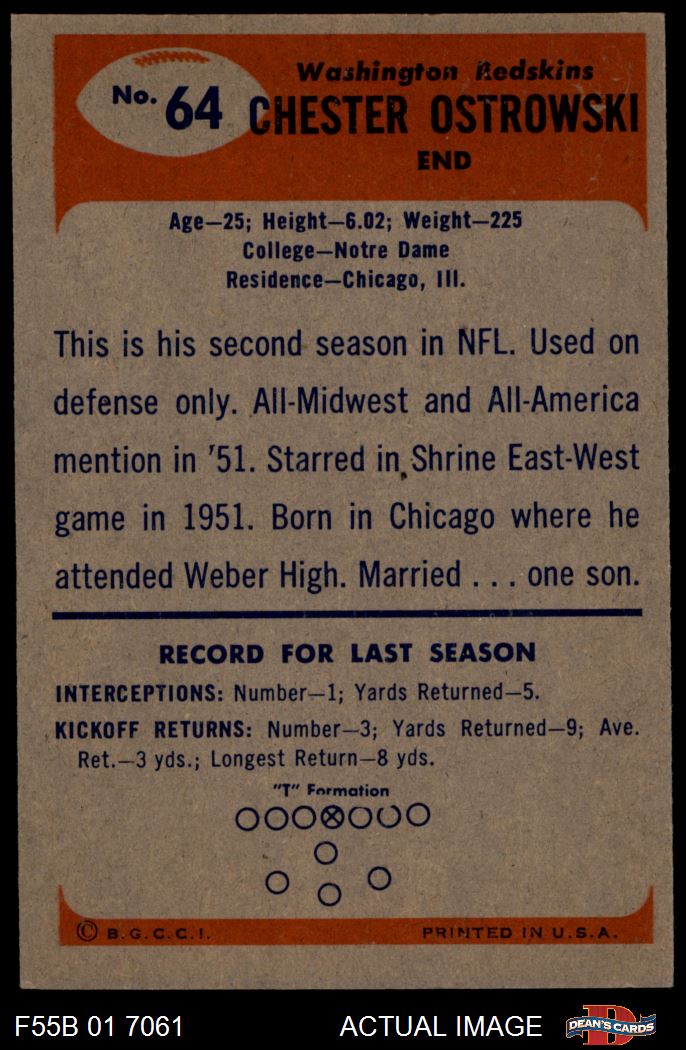 Washington Redskins
No. 64 CHESTER OSTROWSKI
END
Age—25; Height—6.02; Weight—225
College—Notre Dame
Residence—Chicago, Ill.
This is his second season in NFL. Used on
defense only. All-Midwest and All-America
mention in '51. Starred in Shrine East-West
game in 1951. Born in Chicago where he
attended Weber High. Married . . . one son.
RECORD FOR LAST SEASON
INTERCEPTIONS: Number—1; Yards Returned—5.
KICKOFF RETURNS: Number—3; Yards Returned—9; Ave.
Ret.—3 yds.; Longest Return—8 yds.
"T" Formation
© B.G.C.C.I. PRINTED IN U.S.A.
F55B 01 7061 ACTUAL IMAGE DEAN'S CARDS